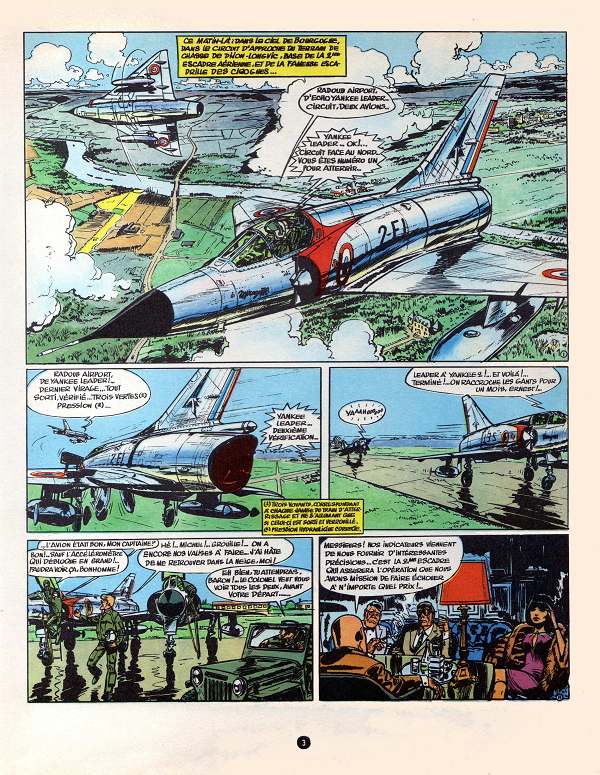 CE MATIN-LÀ : DANS LE CIEL DE BOURGOGNE,
DANS LE CIRCUIT D'APPROCHE DU TERRAIN DE
CHASSE DE DIJON-LONGVIC : BASE DE LA 2ÈME
ESCADRE AÉRIENNE, ET DE LA FAMEUSE ESCA-
DRILLE DES CIGOGNES...
RADOUB AIRPORT,
D'ECHO YANKEE LEADER...
CIRCUIT, DEUX AVIONS...
YANKEE
LEADER... OK!...
CIRCUIT FACE AU NORD.
VOUS ÊTES NUMÉRO UN
POUR ATTERRIR...
2-FI
RADOUB AIRPORT,
DE YANKEE LEADER!...
DERNIER VIRAGE... TOUT
SORTI, VÉRIFIÉ... TROIS VERTES (1)
PRESSION (2)...
YANKEE
LEADER...
DEUXIÈME
VÉRIFICATION...
2-FI
(1) TROIS VOYANTS, CORRESPONDANT
À CHAQUE JAMBE DU TRAIN D'ATTER-
RISSAGE ET NE S'ALLUMANT QUE
SI CELUI-CI EST SORTI ET VERROUILLÉ.
(2) PRESSION HYDRAULIQUE CORRECTE.
LEADER À YANKEE 2!... ET VOILÀ!...
TERMINÉ!... ON RACCROCHE LES GANTS POUR
UN MOIS, ERNEST!...
L'AVION ÉTAIT BON, MON CAPITAINE?
BON!... SAUF L'ACCÉLÉROMÈTRE
QUI DÉBLOQUE EN GRAND!...
FAUDRA VOIR ÇA, BONHOMME!
HÉ!... MICHEL!... GROUILLE!... ON A
ENCORE NOS VALISES À FAIRE... J'AI HÂTE
DE ME RETROUVER DANS LA NEIGE, MOI!
EH BIEN, TU ATTENDRAS,
BARON!... LE COLONEL VEUT NOUS
VOIR TOUS LES DEUX, AVANT
VOTRE DÉPART......
MESSIEURS! NOS INDICATEURS VIENNENT
DE NOUS FOURNIR D'INTÉRESSANTES
PRÉCISIONS... C'EST LA 2ÈME ESCADRE
QUI ASSURERA L'OPÉRATION QUE NOUS
AVONS MISSION DE FAIRE ÉCHOUER
À N'IMPORTE QUEL PRIX!...
3